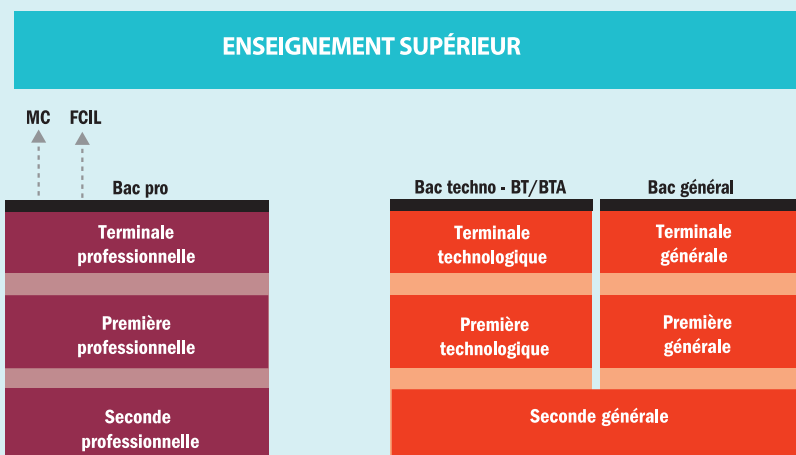 ENSEIGNEMENT SUPÉRIEUR
MC FCIL
Bac pro
Bac techno - BT/BTA
Bac général
Terminale
professionnelle
Terminale
technologique
Terminale
générale
Première
professionnelle
Première
technologique
Première
générale
Seconde
professionnelle
Seconde générale